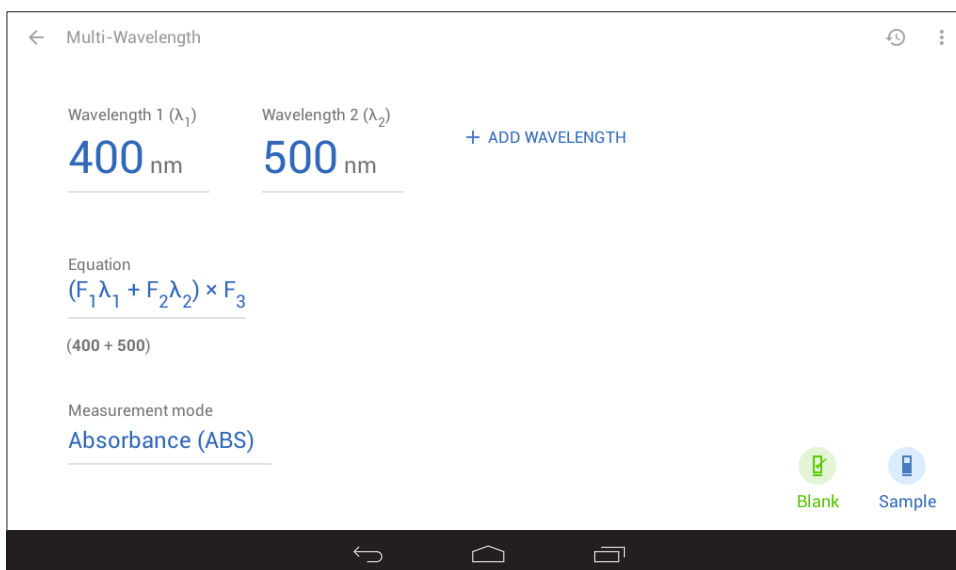 Multi-Wavelength
Wavelength 1 (λ₁)
400 nm
Wavelength 2 (λ₂)
500 nm
+ ADD WAVELENGTH
Equation
(F₁λ₁ + F₂λ₂) × F₃
(400 + 500)
Measurement mode
Absorbance (ABS)
Blank
Sample